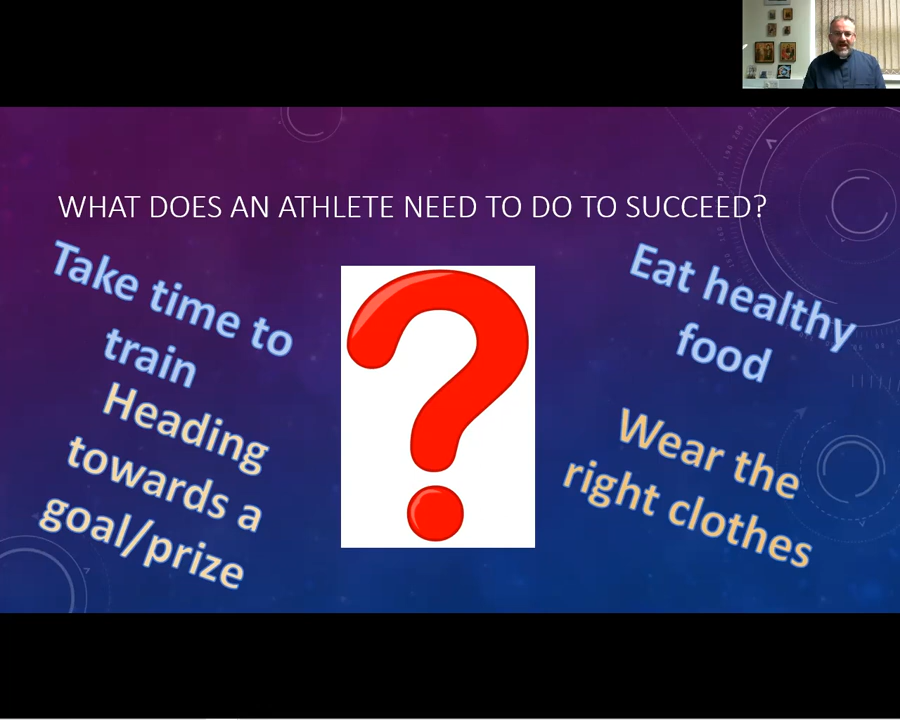 WHAT DOES AN ATHLETE NEED TO DO TO SUCCEED?
Take time to
train
Heading
towards a
goal/prize
Eat healthy
food
Wear the
right clothes